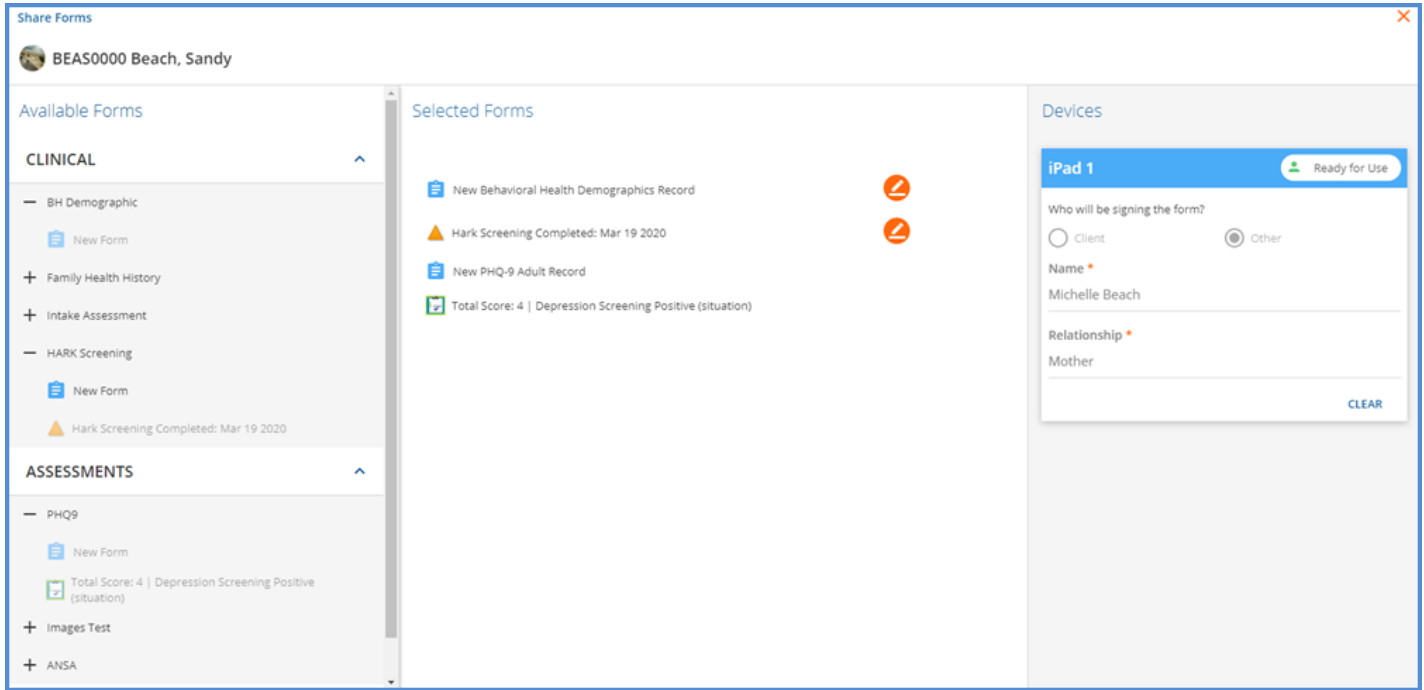 Share Forms
BEAS0000 Beach, Sandy
Available Forms
CLINICAL
BH Demographic
New Form
Family Health History
Intake Assessment
HARK Screening
New Form
Hark Screening Completed: Mar 19 2020
ASSESSMENTS
PHQ9
New Form
Total Score: 4 | Depression Screening Positive
(situation)
Images Test
ANSA
Selected Forms
New Behavioral Health Demographics Record
Hark Screening Completed: Mar 19 2020
New PHQ-9 Adult Record
Total Score: 4 | Depression Screening Positive (situation)
Devices
iPad 1
Ready for Use
Who will be signing the form?
Client
Other
Name *
Michelle Beach
Relationship *
Mother
CLEAR